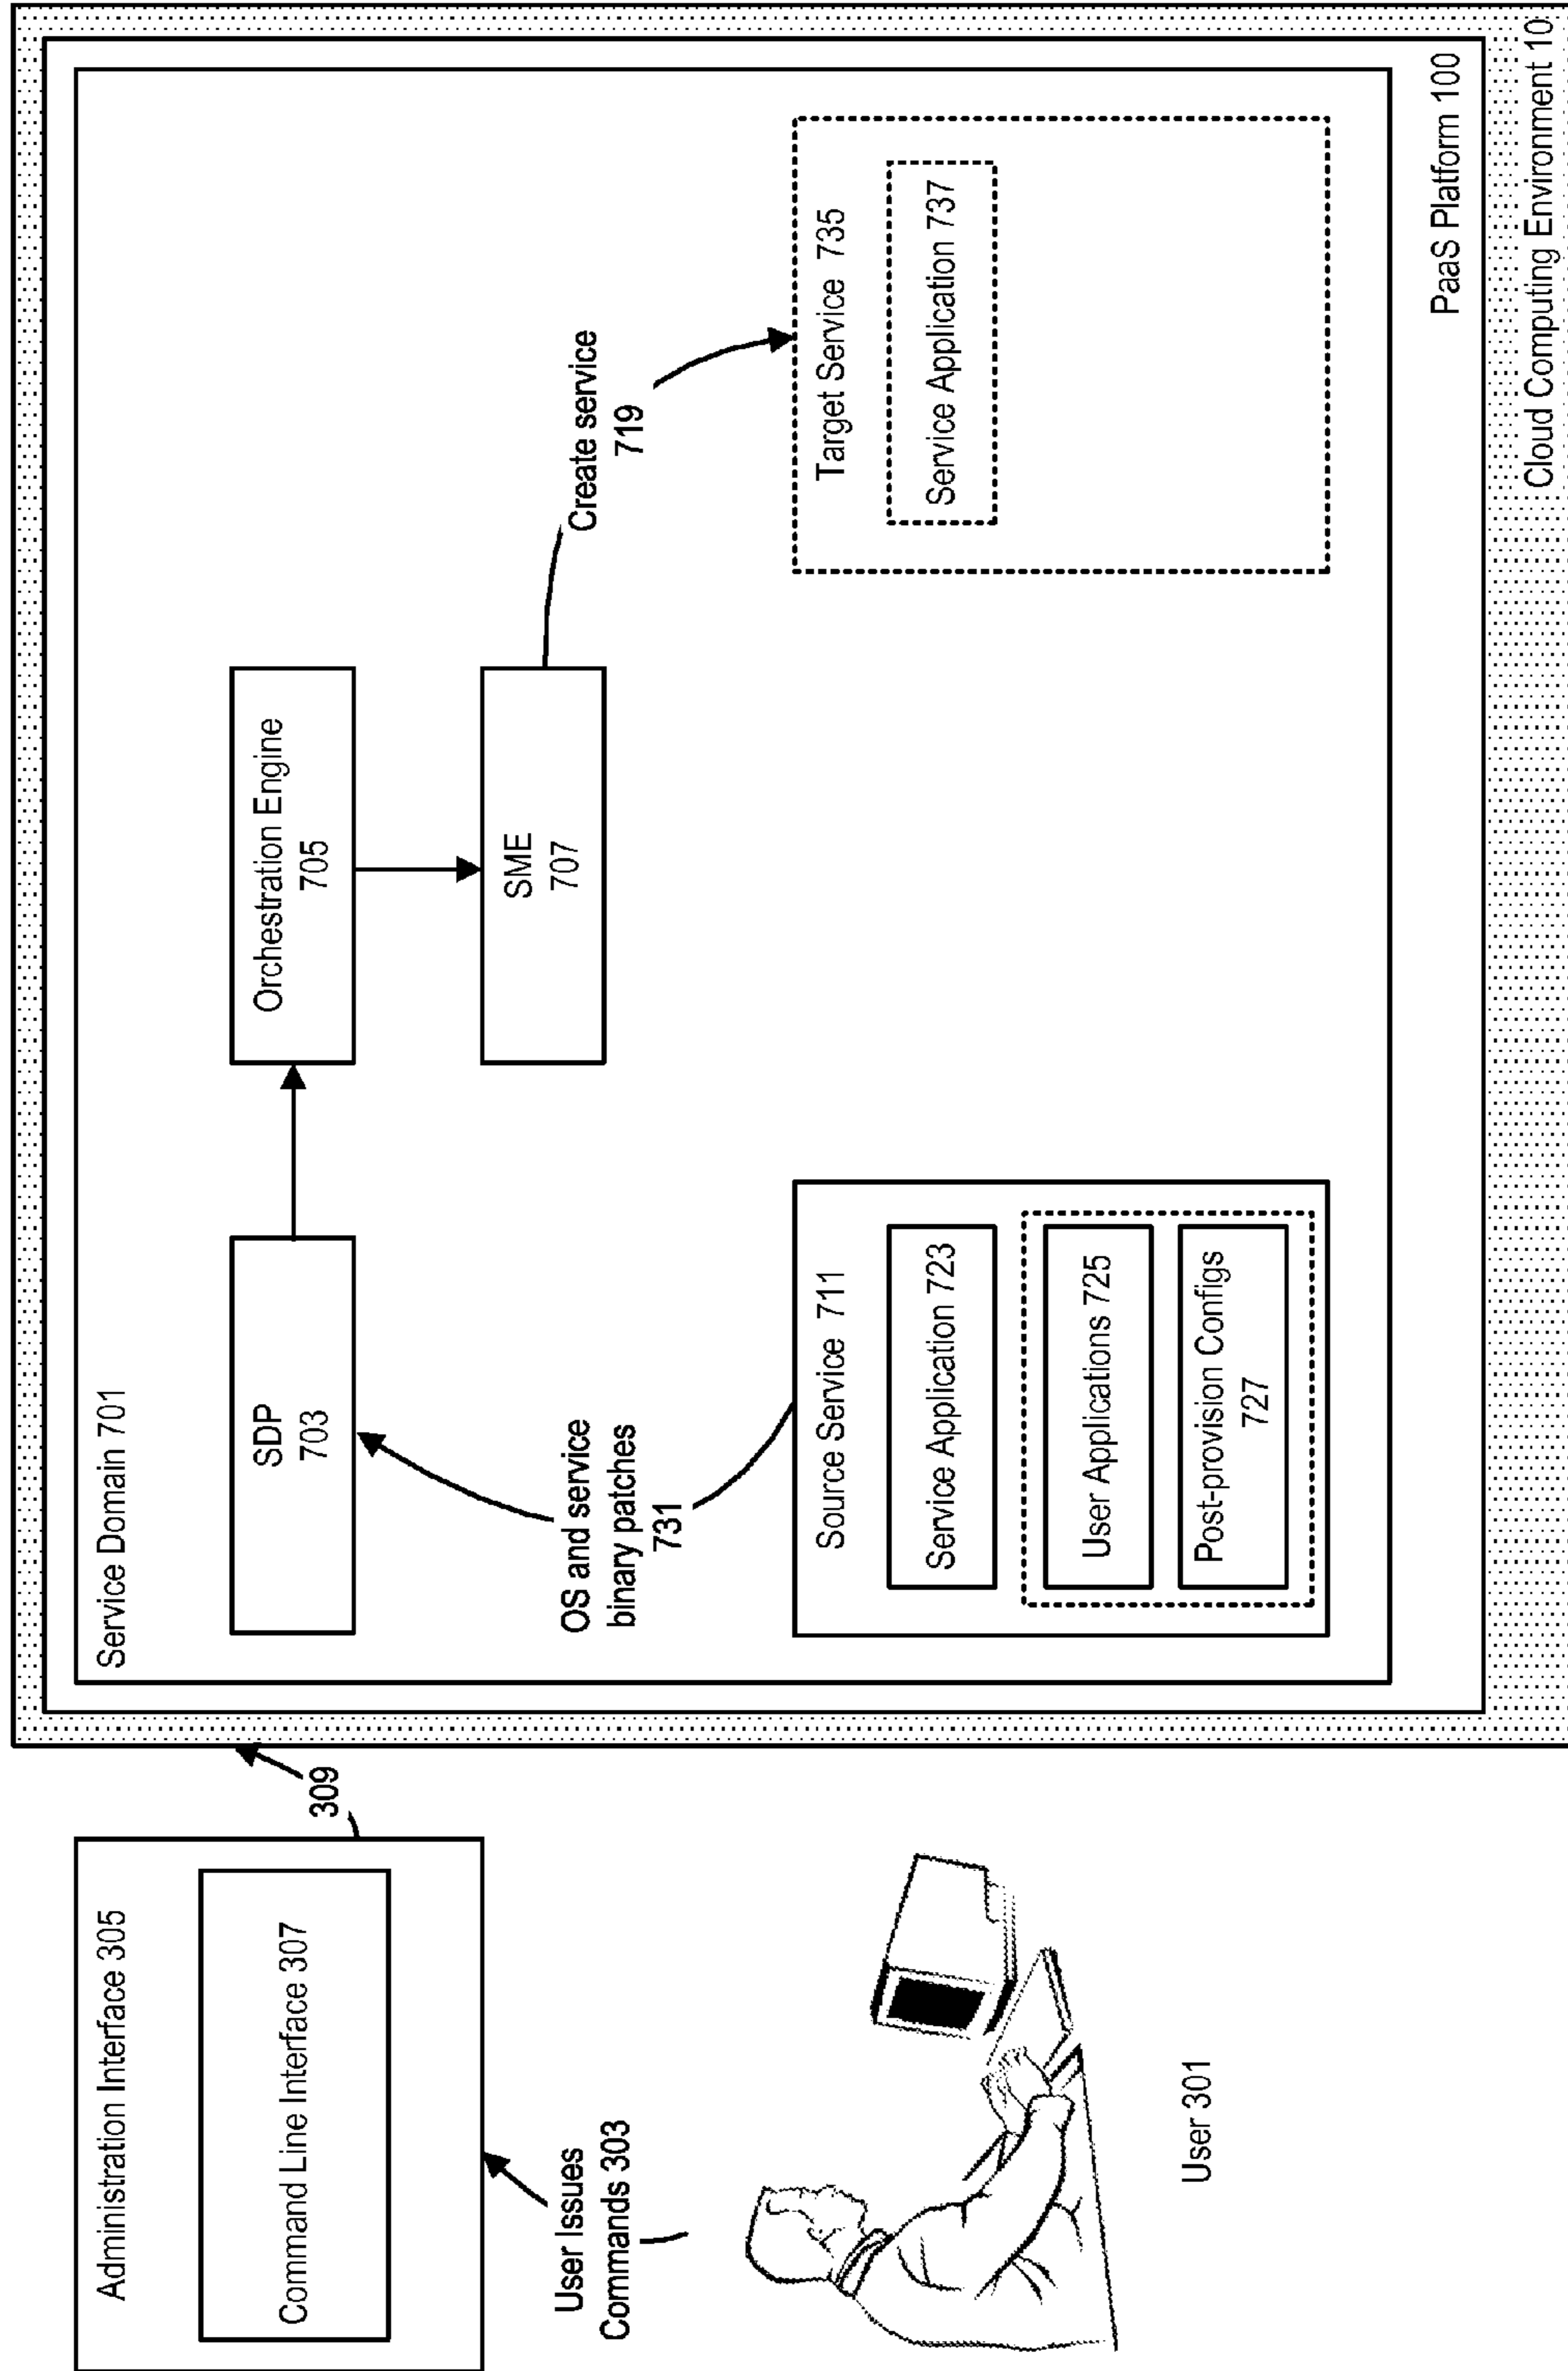 Administration Interface 305
Command Line Interface 307
User Issues
Commands 303
User 301
309
Service Domain 701
SDP
703
Orchestration Engine
705
SME
707
OS and service
binary patches
731
Create service
719
Source Service 711
Service Application 723
User Applications 725
Post-provision Configs
727
Target Service 735
Service Application 737
PaaS Platform 100
Cloud Computing Environment 10